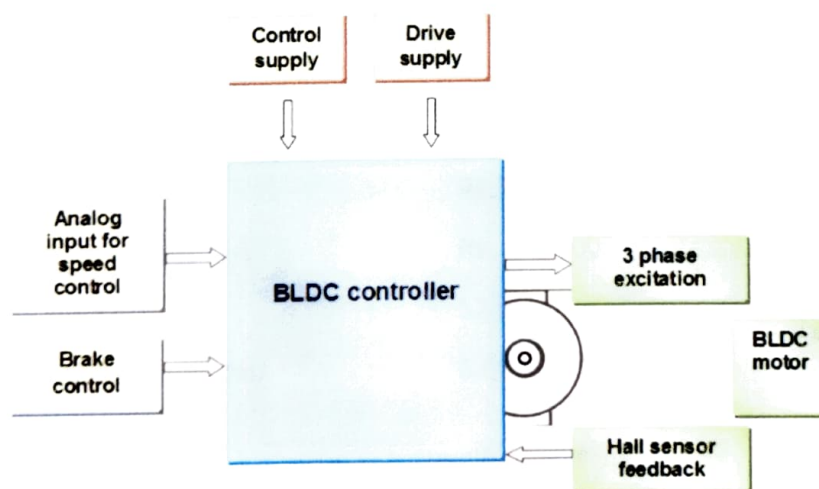 Control
supply
Drive
supply
Analog
input for
speed
control
BLDC controller
3 phase
excitation
Brake
control
BLDC
motor
Hall sensor
feedback